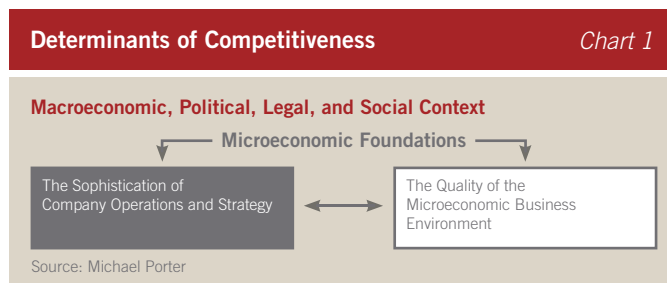 Determinants of Competitiveness
Chart 1
Macroeconomic, Political, Legal, and Social Context
Microeconomic Foundations
The Sophistication of
Company Operations and Strategy
The Quality of the
Microeconomic Business
Environment
Source: Michael Porter